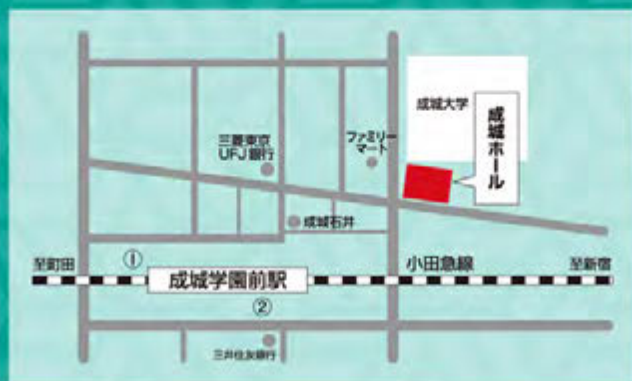 成城大学
成城ホール
三菱東京
UFJ銀行
ファミリー
マート
成城石井
至町田
①
成城学園前駅
小田急線
至新宿
②
三井住友銀行